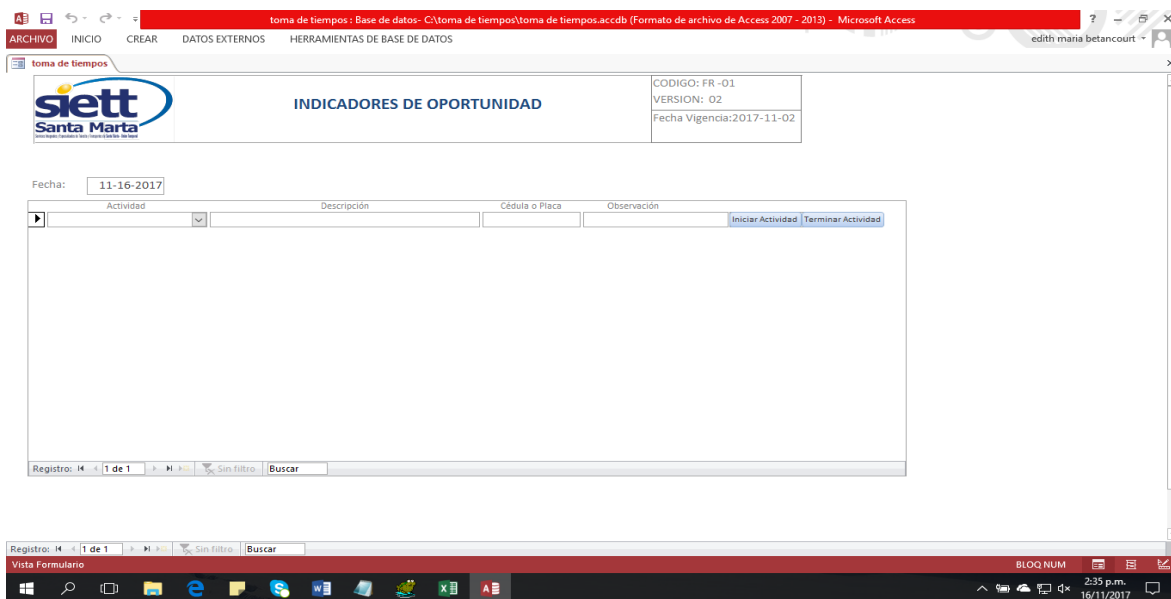 toma de tiempos : Base de datos- C:\toma de tiempos\toma de tiempos.accdb (Formato de archivo de Access 2007 - 2013) - Microsoft Access
ARCHIVO INICIO CREAR DATOS EXTERNOS HERRAMIENTAS DE BASE DE DATOS edith maria betancourt
toma de tiempos
siett
Santa Marta
INDICADORES DE OPORTUNIDAD
CODIGO: FR -01
VERSION: 02
Fecha Vigencia:2017-11-02
Fecha: 11-16-2017
Actividad Descripción Cédula o Placa Observación
Iniciar Actividad Terminar Actividad
Registro: 1 de 1 Sin filtro Buscar
Registro: 1 de 1 Sin filtro Buscar
Vista Formulario BLOQ NUM
2:35 p.m.
16/11/2017